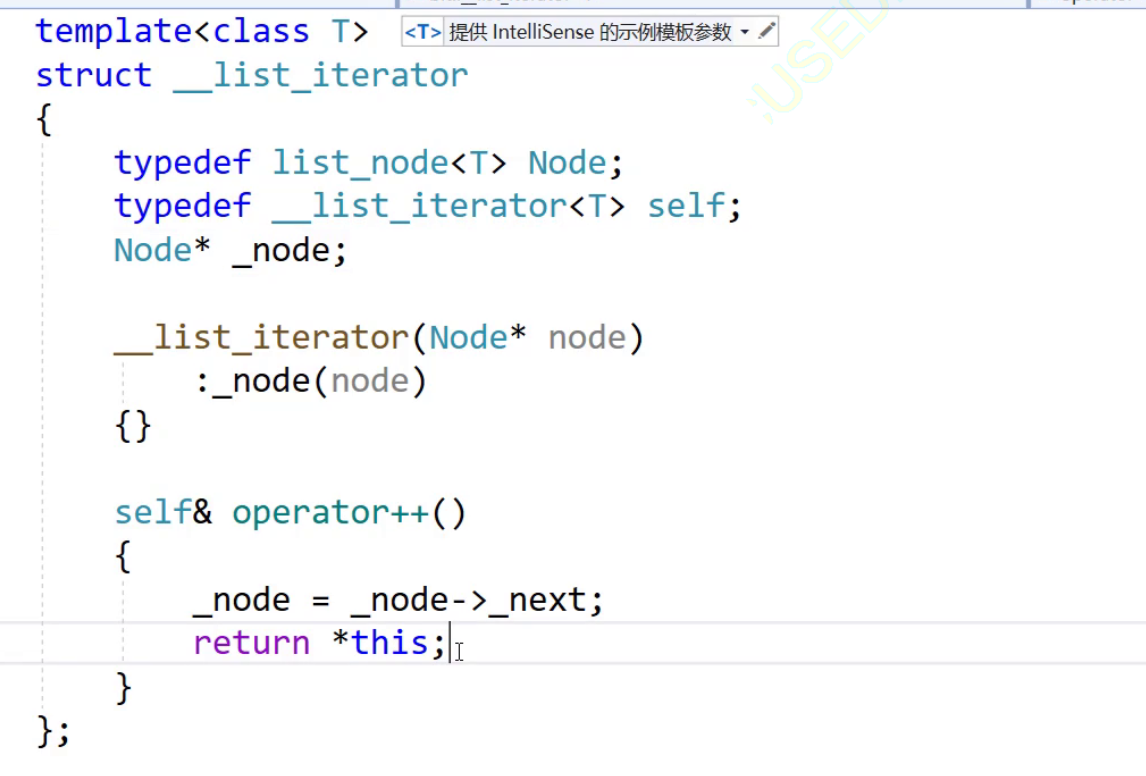 template<class T> <T> 提供 IntelliSense 的示例模板参数
struct __list_iterator
{
typedef list_node<T> Node;
typedef __list_iterator<T> self;
Node* _node;
__list_iterator(Node* node)
:_node(node)
{}
self& operator++()
{
_node = _node->_next;
return *this;
}
};